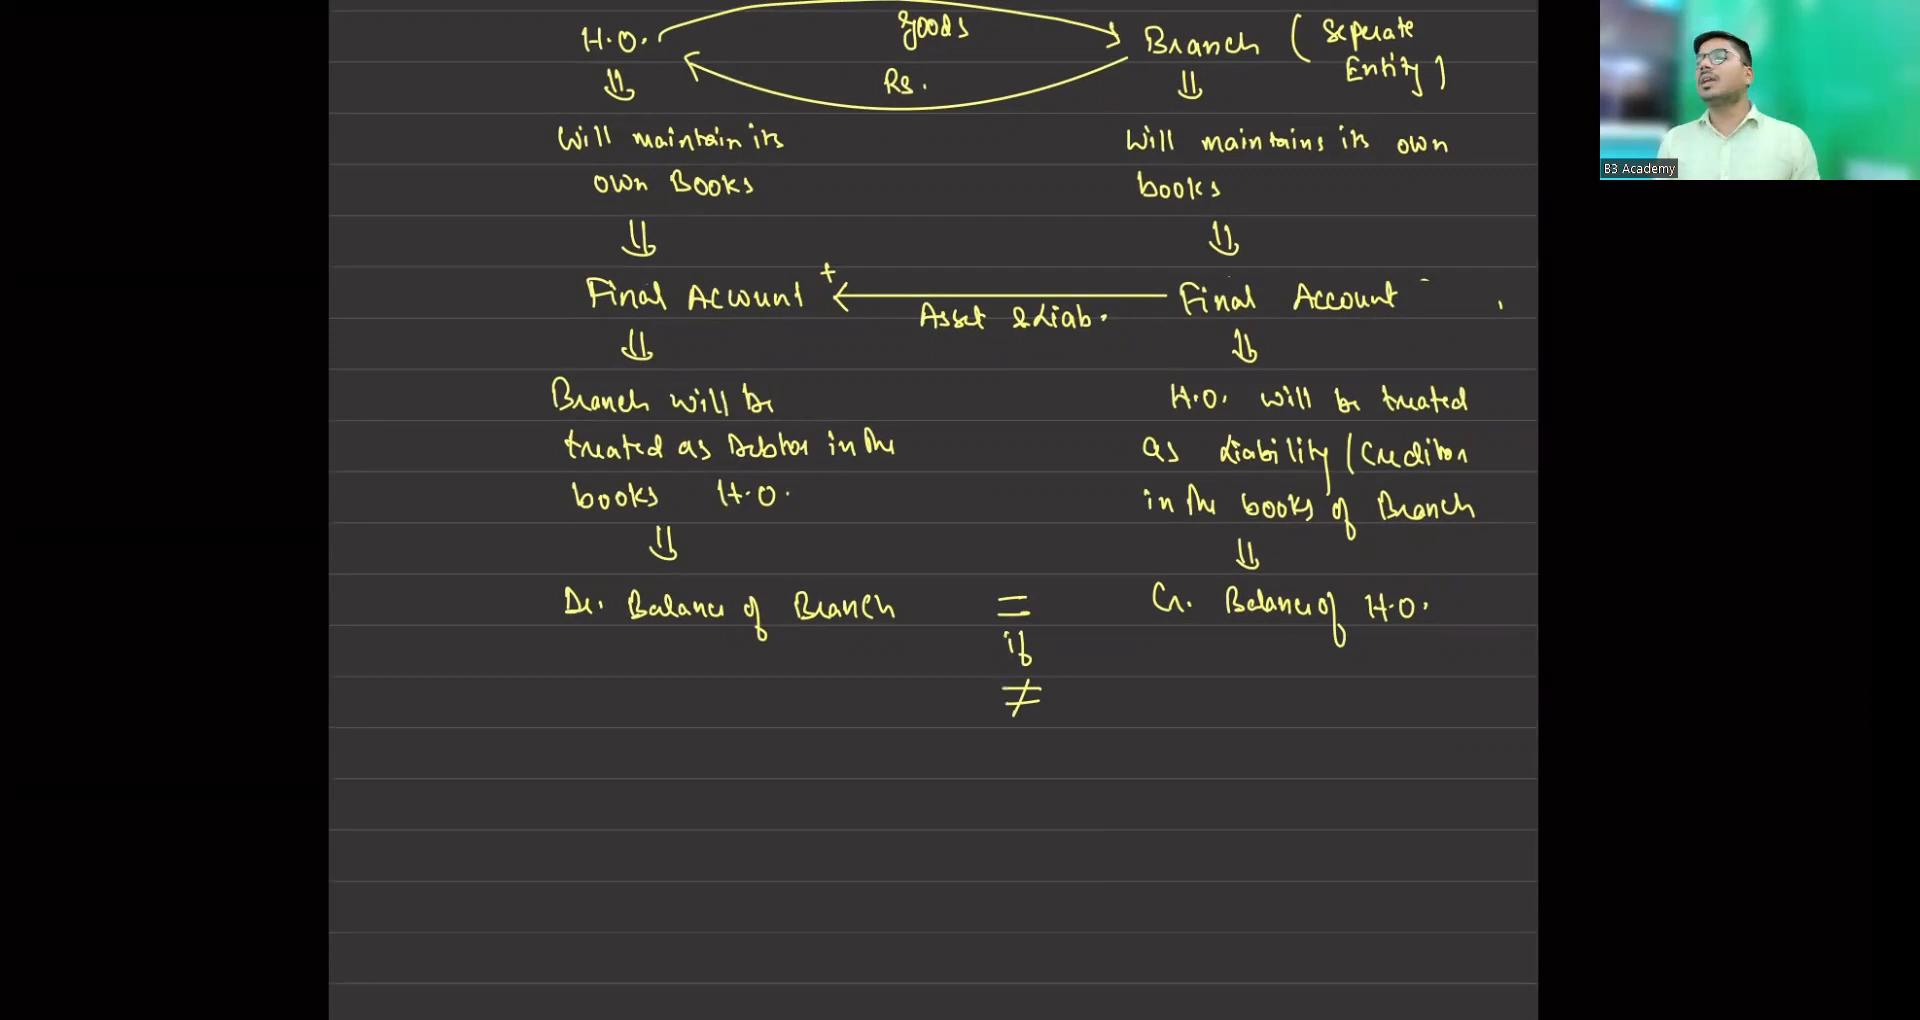 H.O. goods Branch ( Seperate
Rs. Entity )
Will maintain its
own Books
Will maintains its own
books
Final Account + Asset & Liab. Final Account
Branch will be
treated as Debtor in the
books H.O.
H.O. will be treated
as Liability / Creditor
in the books of Branch
Dr. Balance of Branch = Cr. Balance of H.O.
if
≠
B3 Academy